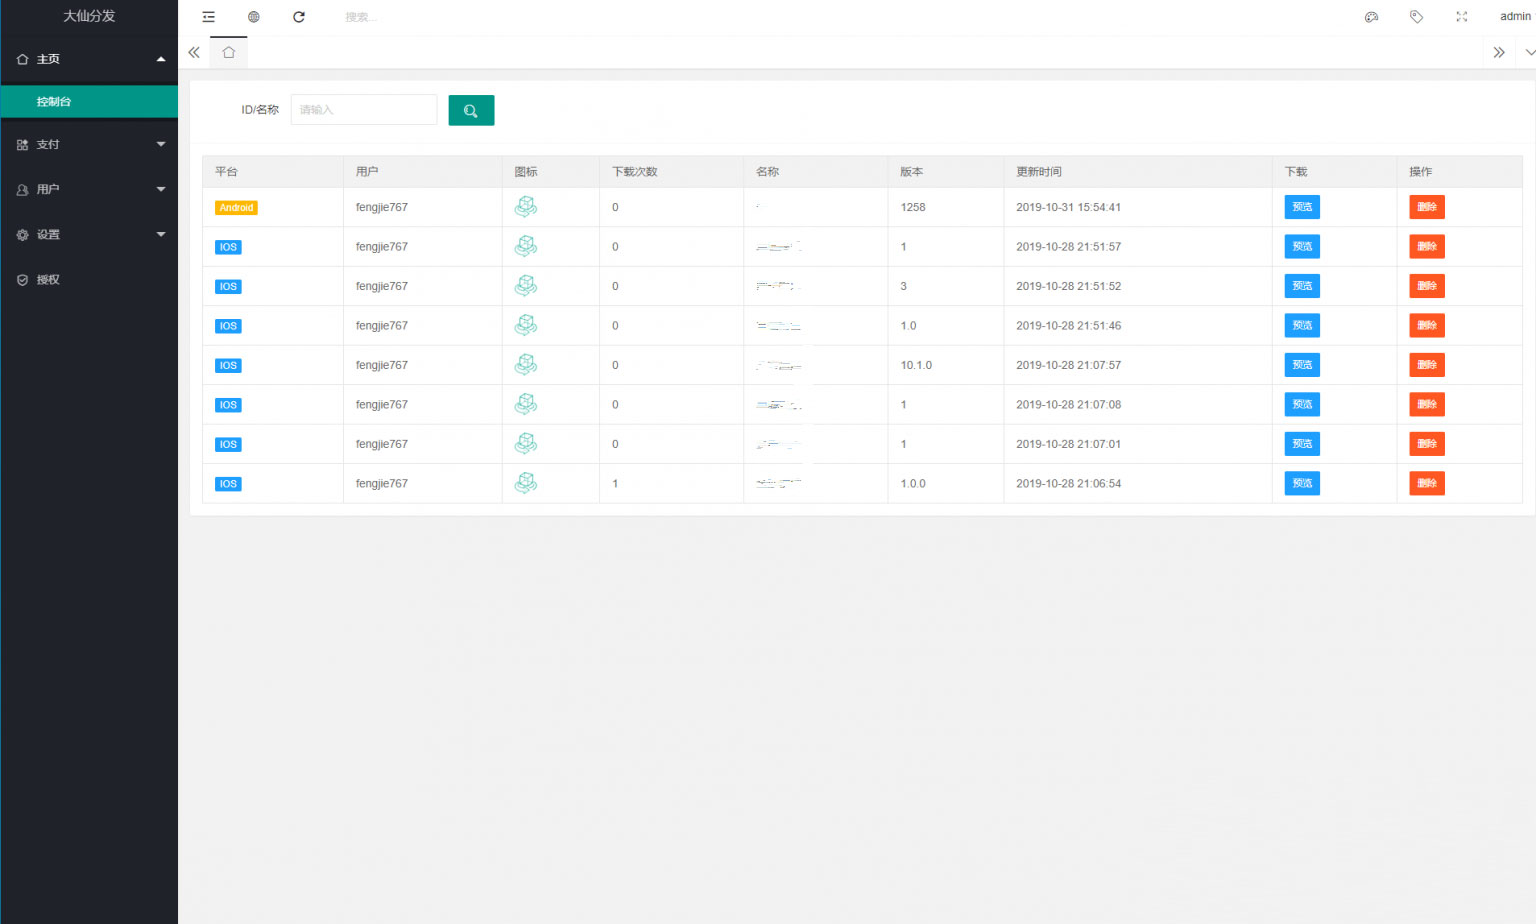 大仙分发
搜索...
admin
主页
控制台
支付
用户
设置
授权
ID/名称 请输入
平台 用户 图标 下载次数 名称 版本 更新时间 下载 操作
Android fengjie767 0 1258 2019-10-31 15:54:41 预览 删除
IOS fengjie767 0 1 2019-10-28 21:51:57 预览 删除
IOS fengjie767 0 3 2019-10-28 21:51:52 预览 删除
IOS fengjie767 0 1.0 2019-10-28 21:51:46 预览 删除
IOS fengjie767 0 10.1.0 2019-10-28 21:07:57 预览 删除
IOS fengjie767 0 1 2019-10-28 21:07:08 预览 删除
IOS fengjie767 0 1 2019-10-28 21:07:01 预览 删除
IOS fengjie767 1 1.0.0 2019-10-28 21:06:54 预览 删除